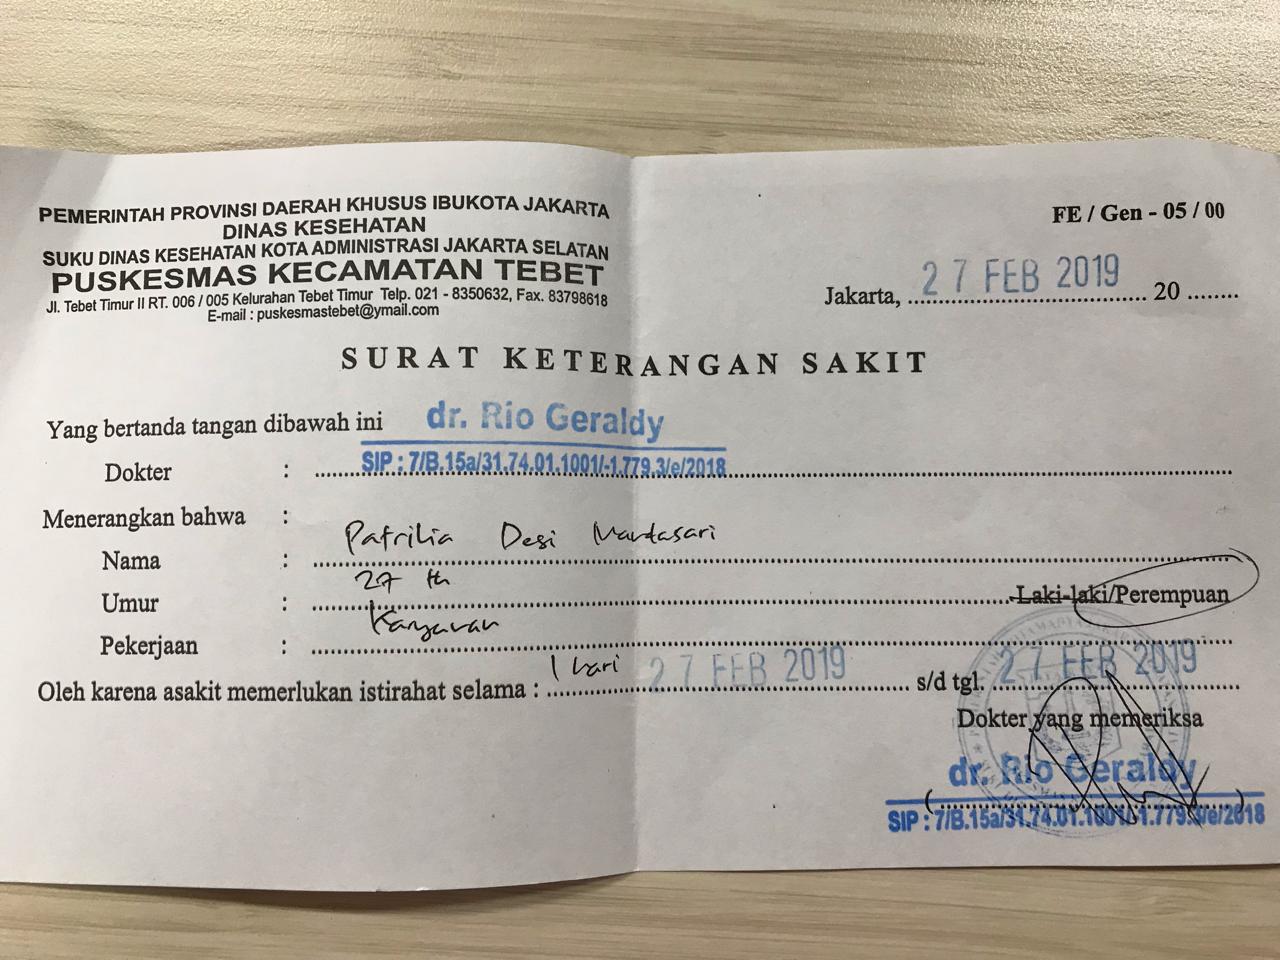 PEMERINTAH PROVINSI DAERAH KHUSUS IBUKOTA JAKARTA
DINAS KESEHATAN
SUKU DINAS KESEHATAN KOTA ADMINISTRASI JAKARTA SELATAN
PUSKESMAS KECAMATAN TEBET
Jl. Tebet Timur II RT. 006 / 005 Kelurahan Tebet Timur Telp. 021 - 8350632, Fax. 83798618
E-mail : puskesmastebet@ymail.com
FE / Gen - 05 / 00
Jakarta, 27 FEB 2019 20
SURAT KETERANGAN SAKIT
Yang bertanda tangan dibawah ini dr. Rio Geraldy
Dokter : SIP : 7/B.15a/31.74.01.1001/-1.779.3/e/2018
Menerangkan bahwa :
Nama : Patrilia Desi
Umur : 27 th Laki-laki/Perempuan
Pekerjaan : Karyawan
Oleh karena asakit memerlukan istirahat selama : 1 hari 27 FEB 2019 s/d tgl. 27 FEB 2019
Dokter yang memeriksa
dr. Rio Geraldy
SIP : 7/B.15a/31.74.01.1001/-1.779.3/e/2018